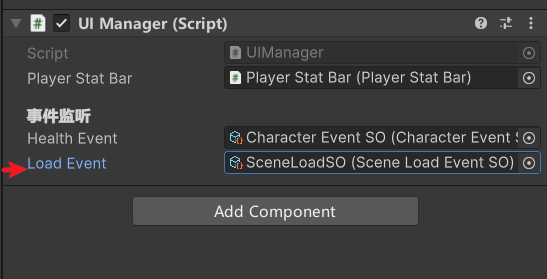 UI Manager (Script)
Script UIManager
Player Stat Bar Player Stat Bar (Player Stat Bar)
事件监听
Health Event Character Event SO (Character Event S
Load Event SceneLoadSO (Scene Load Event SO)
Add Component